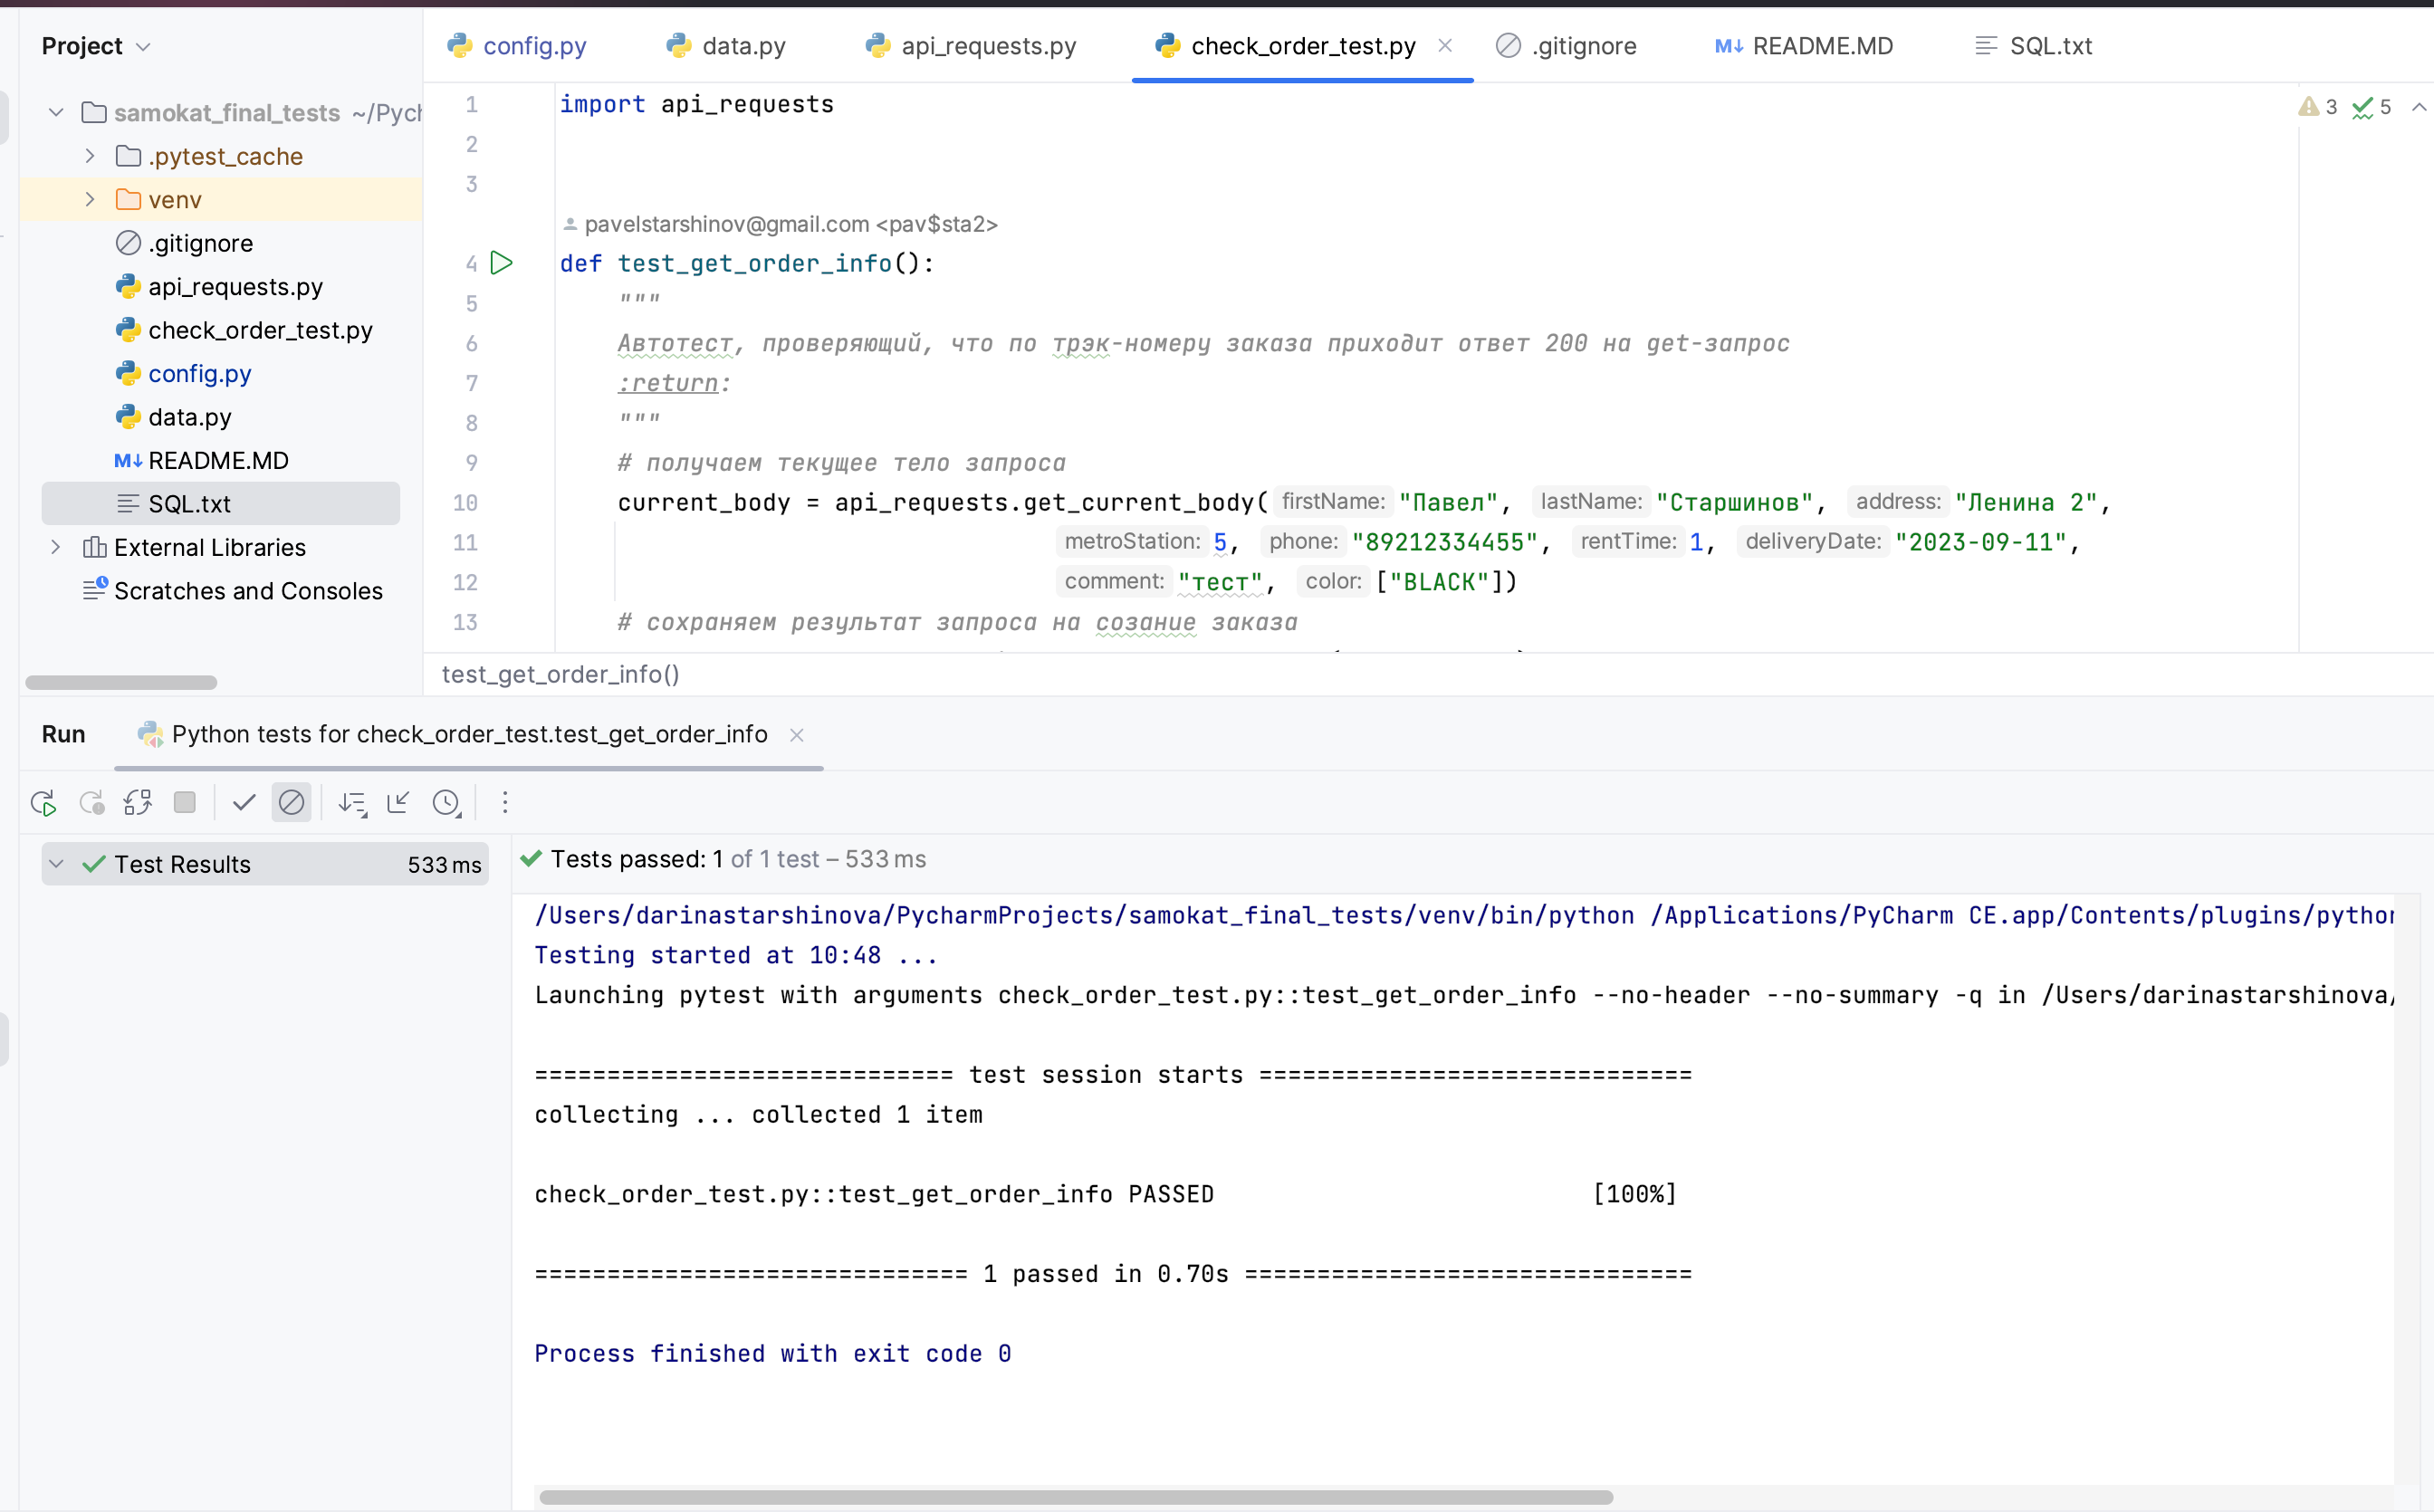 Project
config.py
data.py
api_requests.py
check_order_test.py
.gitignore
M↓ README.MD
SQL.txt
samokat_final_tests ~/Pych
.pytest_cache
venv
.gitignore
api_requests.py
check_order_test.py
config.py
data.py
M↓ README.MD
SQL.txt
External Libraries
Scratches and Consoles
3 5
1 import api_requests
2
3
pavelstarshinov@gmail.com <pav$sta2>
4 def test_get_order_info():
5 """
6 Автотест, проверяющий, что по трэк-номеру заказа приходит ответ 200 на get-запрос
7 :return:
8 """
9 # получаем текущее тело запроса
10 current_body = api_requests.get_current_body( firstName: "Павел", lastName: "Старшинов", address: "Ленина 2",
11 metroStation: 5, phone: "89212334455", rentTime: 1, deliveryDate: "2023-09-11",
12 comment: "тест", color: ["BLACK"])
13 # сохраняем результат запроса на созание заказа
test_get_order_info()
Run Python tests for check_order_test.test_get_order_info
Test Results 533 ms
Tests passed: 1 of 1 test – 533 ms
/Users/darinastarshinova/PycharmProjects/samokat_final_tests/venv/bin/python /Applications/PyCharm CE.app/Contents/plugins/python
Testing started at 10:48 ...
Launching pytest with arguments check_order_test.py::test_get_order_info --no-header --no-summary -q in /Users/darinastarshinova/
============================= test session starts ==============================
collecting ... collected 1 item
check_order_test.py::test_get_order_info PASSED [100%]
============================== 1 passed in 0.70s ===============================
Process finished with exit code 0